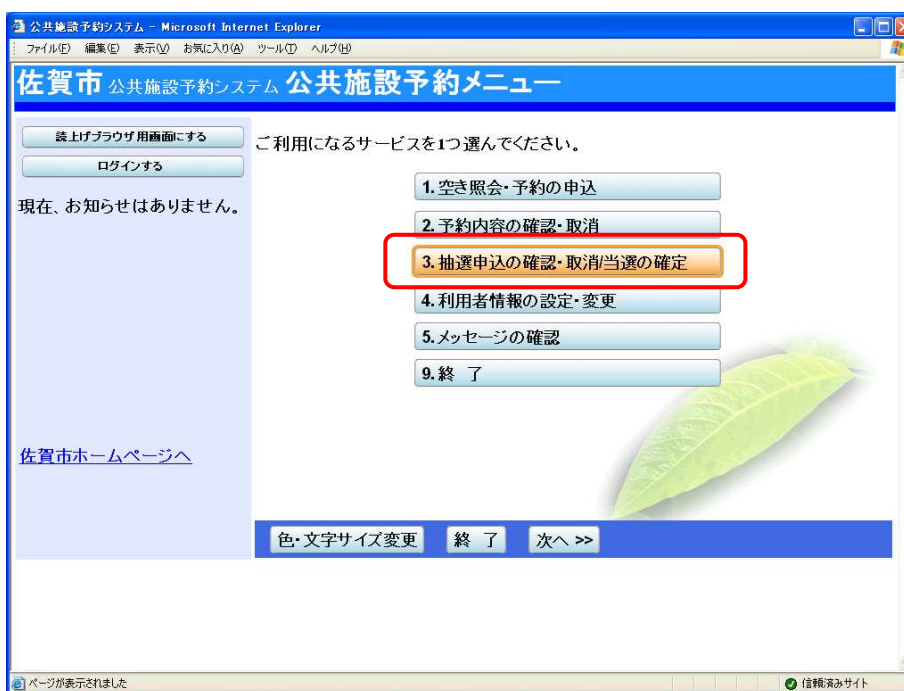 公共施設予約システム - Microsoft Internet Explorer
ファイル(F) 編集(E) 表示(V) お気に入り(A) ツール(T) ヘルプ(H)
佐賀市 公共施設予約システム 公共施設予約メニュー
読上げブラウザ用画面にする
ログインする
現在、お知らせはありません。
佐賀市ホームページへ
ご利用になるサービスを1つ選んでください。
1. 空き照会・予約の申込
2. 予約内容の確認・取消
3. 抽選申込の確認・取消/当選の確定
4. 利用者情報の設定・変更
5. メッセージの確認
9. 終 了
色・文字サイズ変更 終 了 次へ >>
ページが表示されました 信頼済みサイト